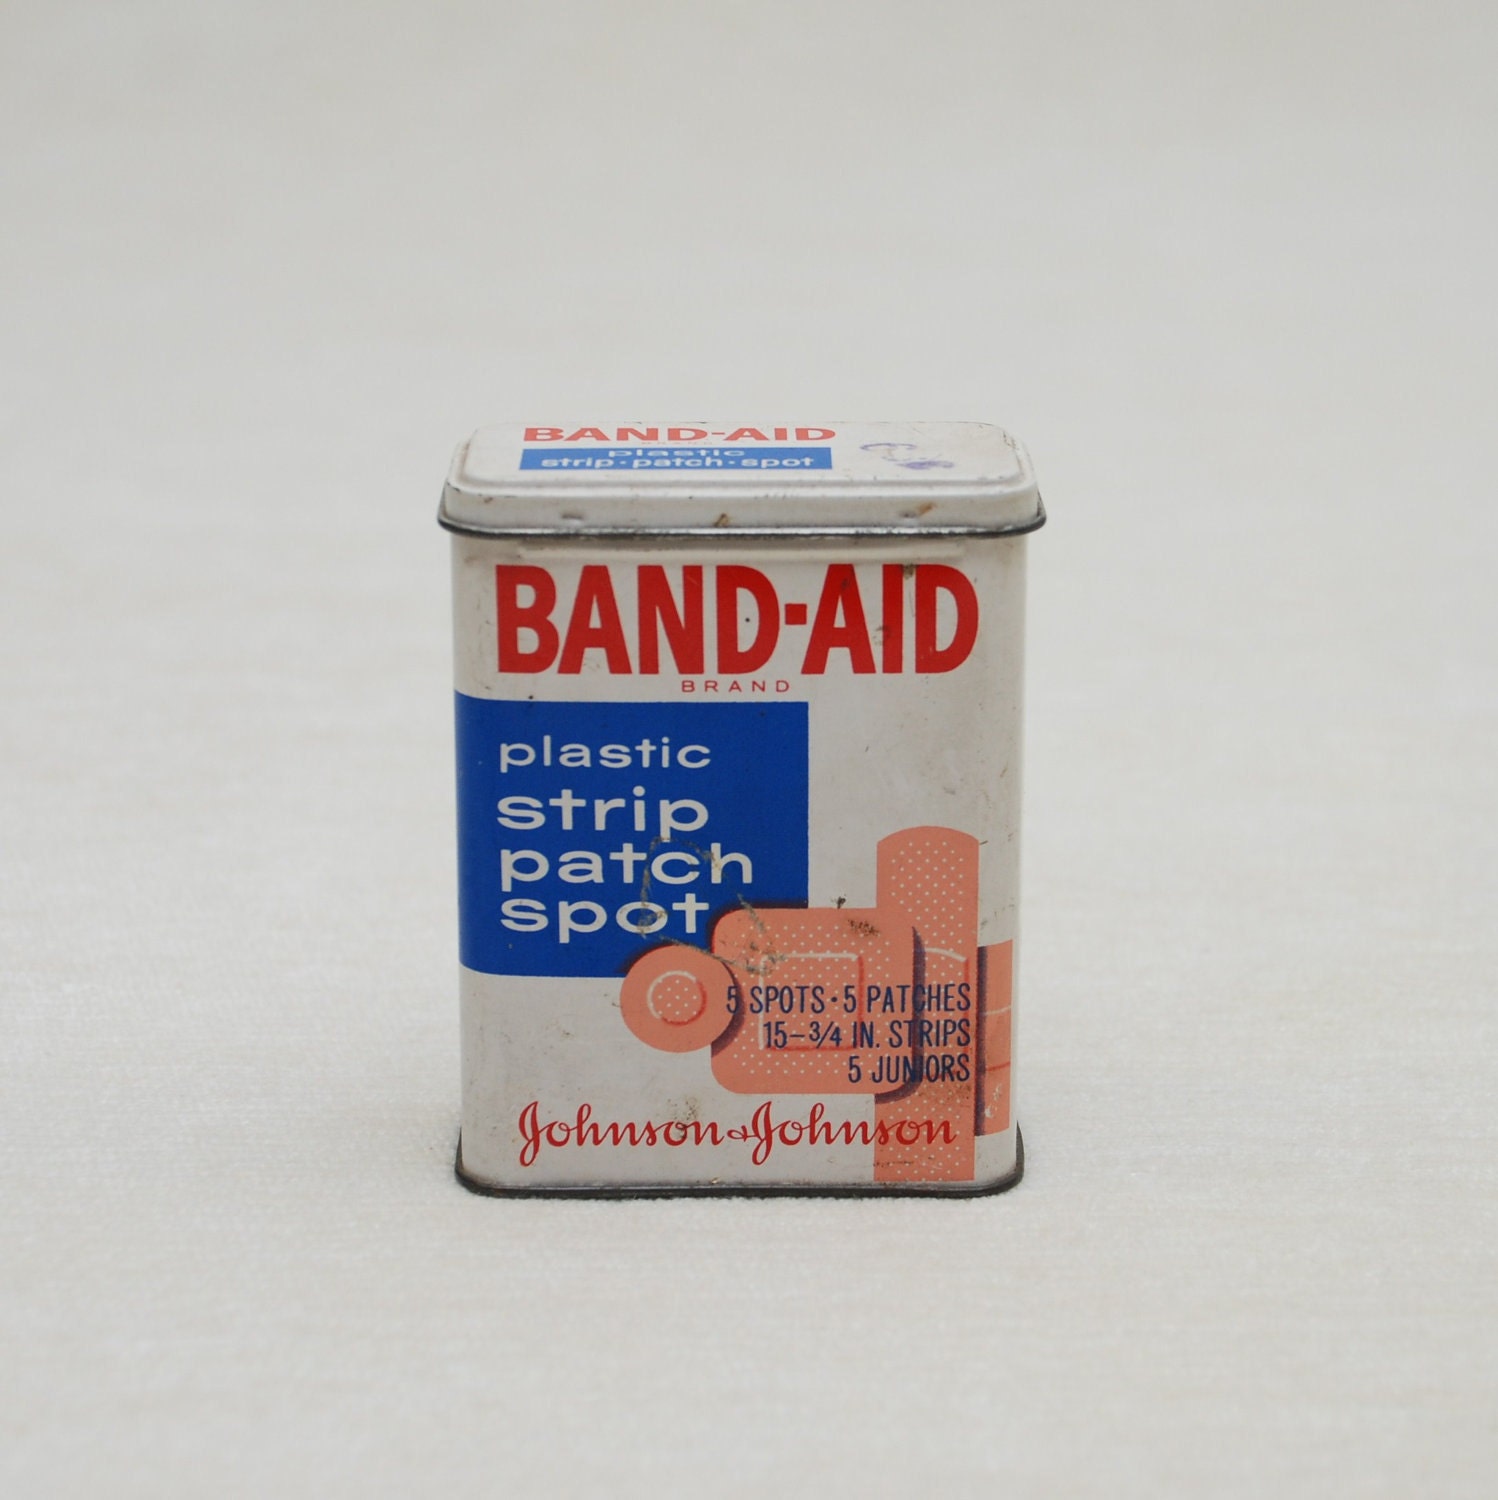 BAND-AID
BRAND
plastic
strip·patch·spot
BAND-AID
BRAND
plastic
strip
patch
spot
5 SPOTS·5 PATCHES
15-3/4 IN. STRIPS
5 JUNIORS
Johnson & Johnson